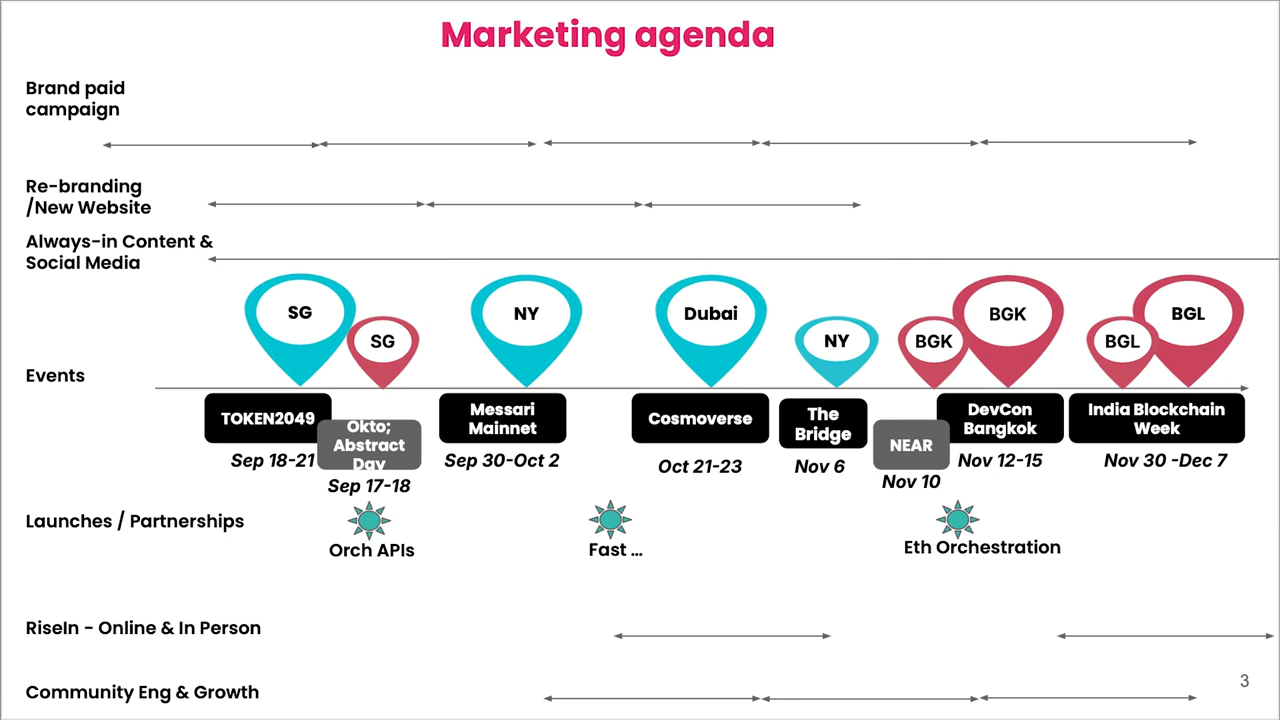 Marketing agenda
Brand paid
campaign
Re-branding
/New Website
Always-in Content &
Social Media
SG
SG
NY
Dubai
NY
BGK
BGK
BGL
BGL
Events
TOKEN2049
Okto;
Abstract
Day
Messari
Mainnet
Cosmoverse
The
Bridge
NEAR
DevCon
Bangkok
India Blockchain
Week
Sep 18-21
Sep 17-18
Sep 30-Oct 2
Oct 21-23
Nov 6
Nov 10
Nov 12-15
Nov 30 -Dec 7
Launches / Partnerships
Orch APIs
Fast ...
Eth Orchestration
RiseIn - Online & In Person
Community Eng & Growth
3